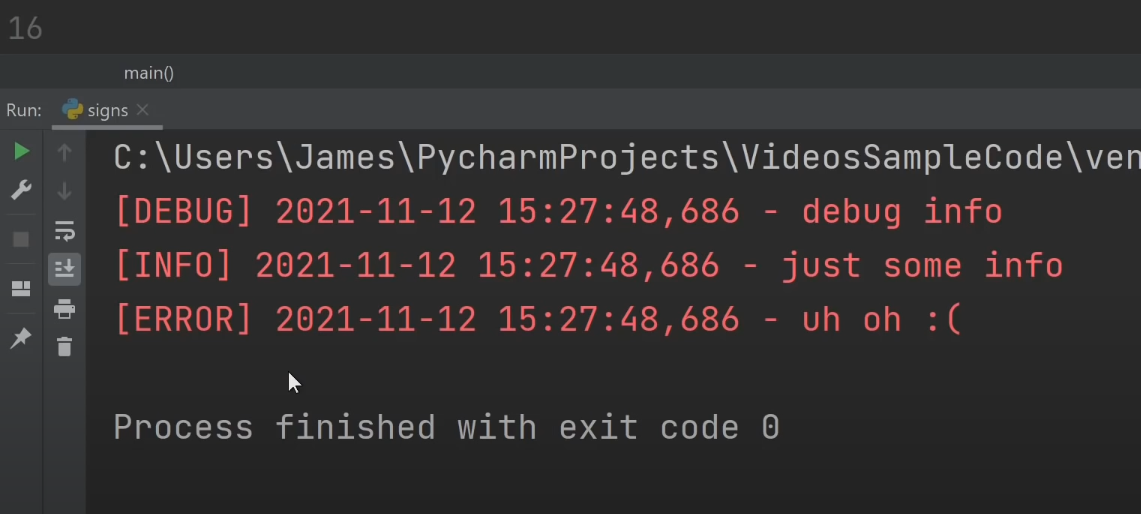 16
main()
Run: signs
C:\Users\James\PycharmProjects\VideosSampleCode\ven
[DEBUG] 2021-11-12 15:27:48,686 - debug info
[INFO] 2021-11-12 15:27:48,686 - just some info
[ERROR] 2021-11-12 15:27:48,686 - uh oh :(
Process finished with exit code 0